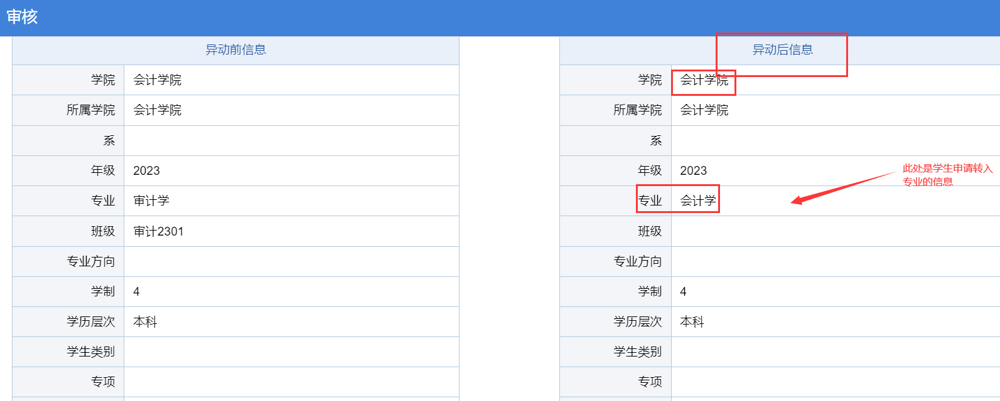 审核
异动前信息
学院 会计学院
所属学院 会计学院
系
年级 2023
专业 审计学
班级 审计2301
专业方向
学制 4
学历层次 本科
学生类别
专项
异动后信息
学院 会计学院
所属学院 会计学院
系
年级 2023
专业 会计学
班级
专业方向
学制 4
学历层次 本科
学生类别
专项
此处是学生申请转入
专业的信息